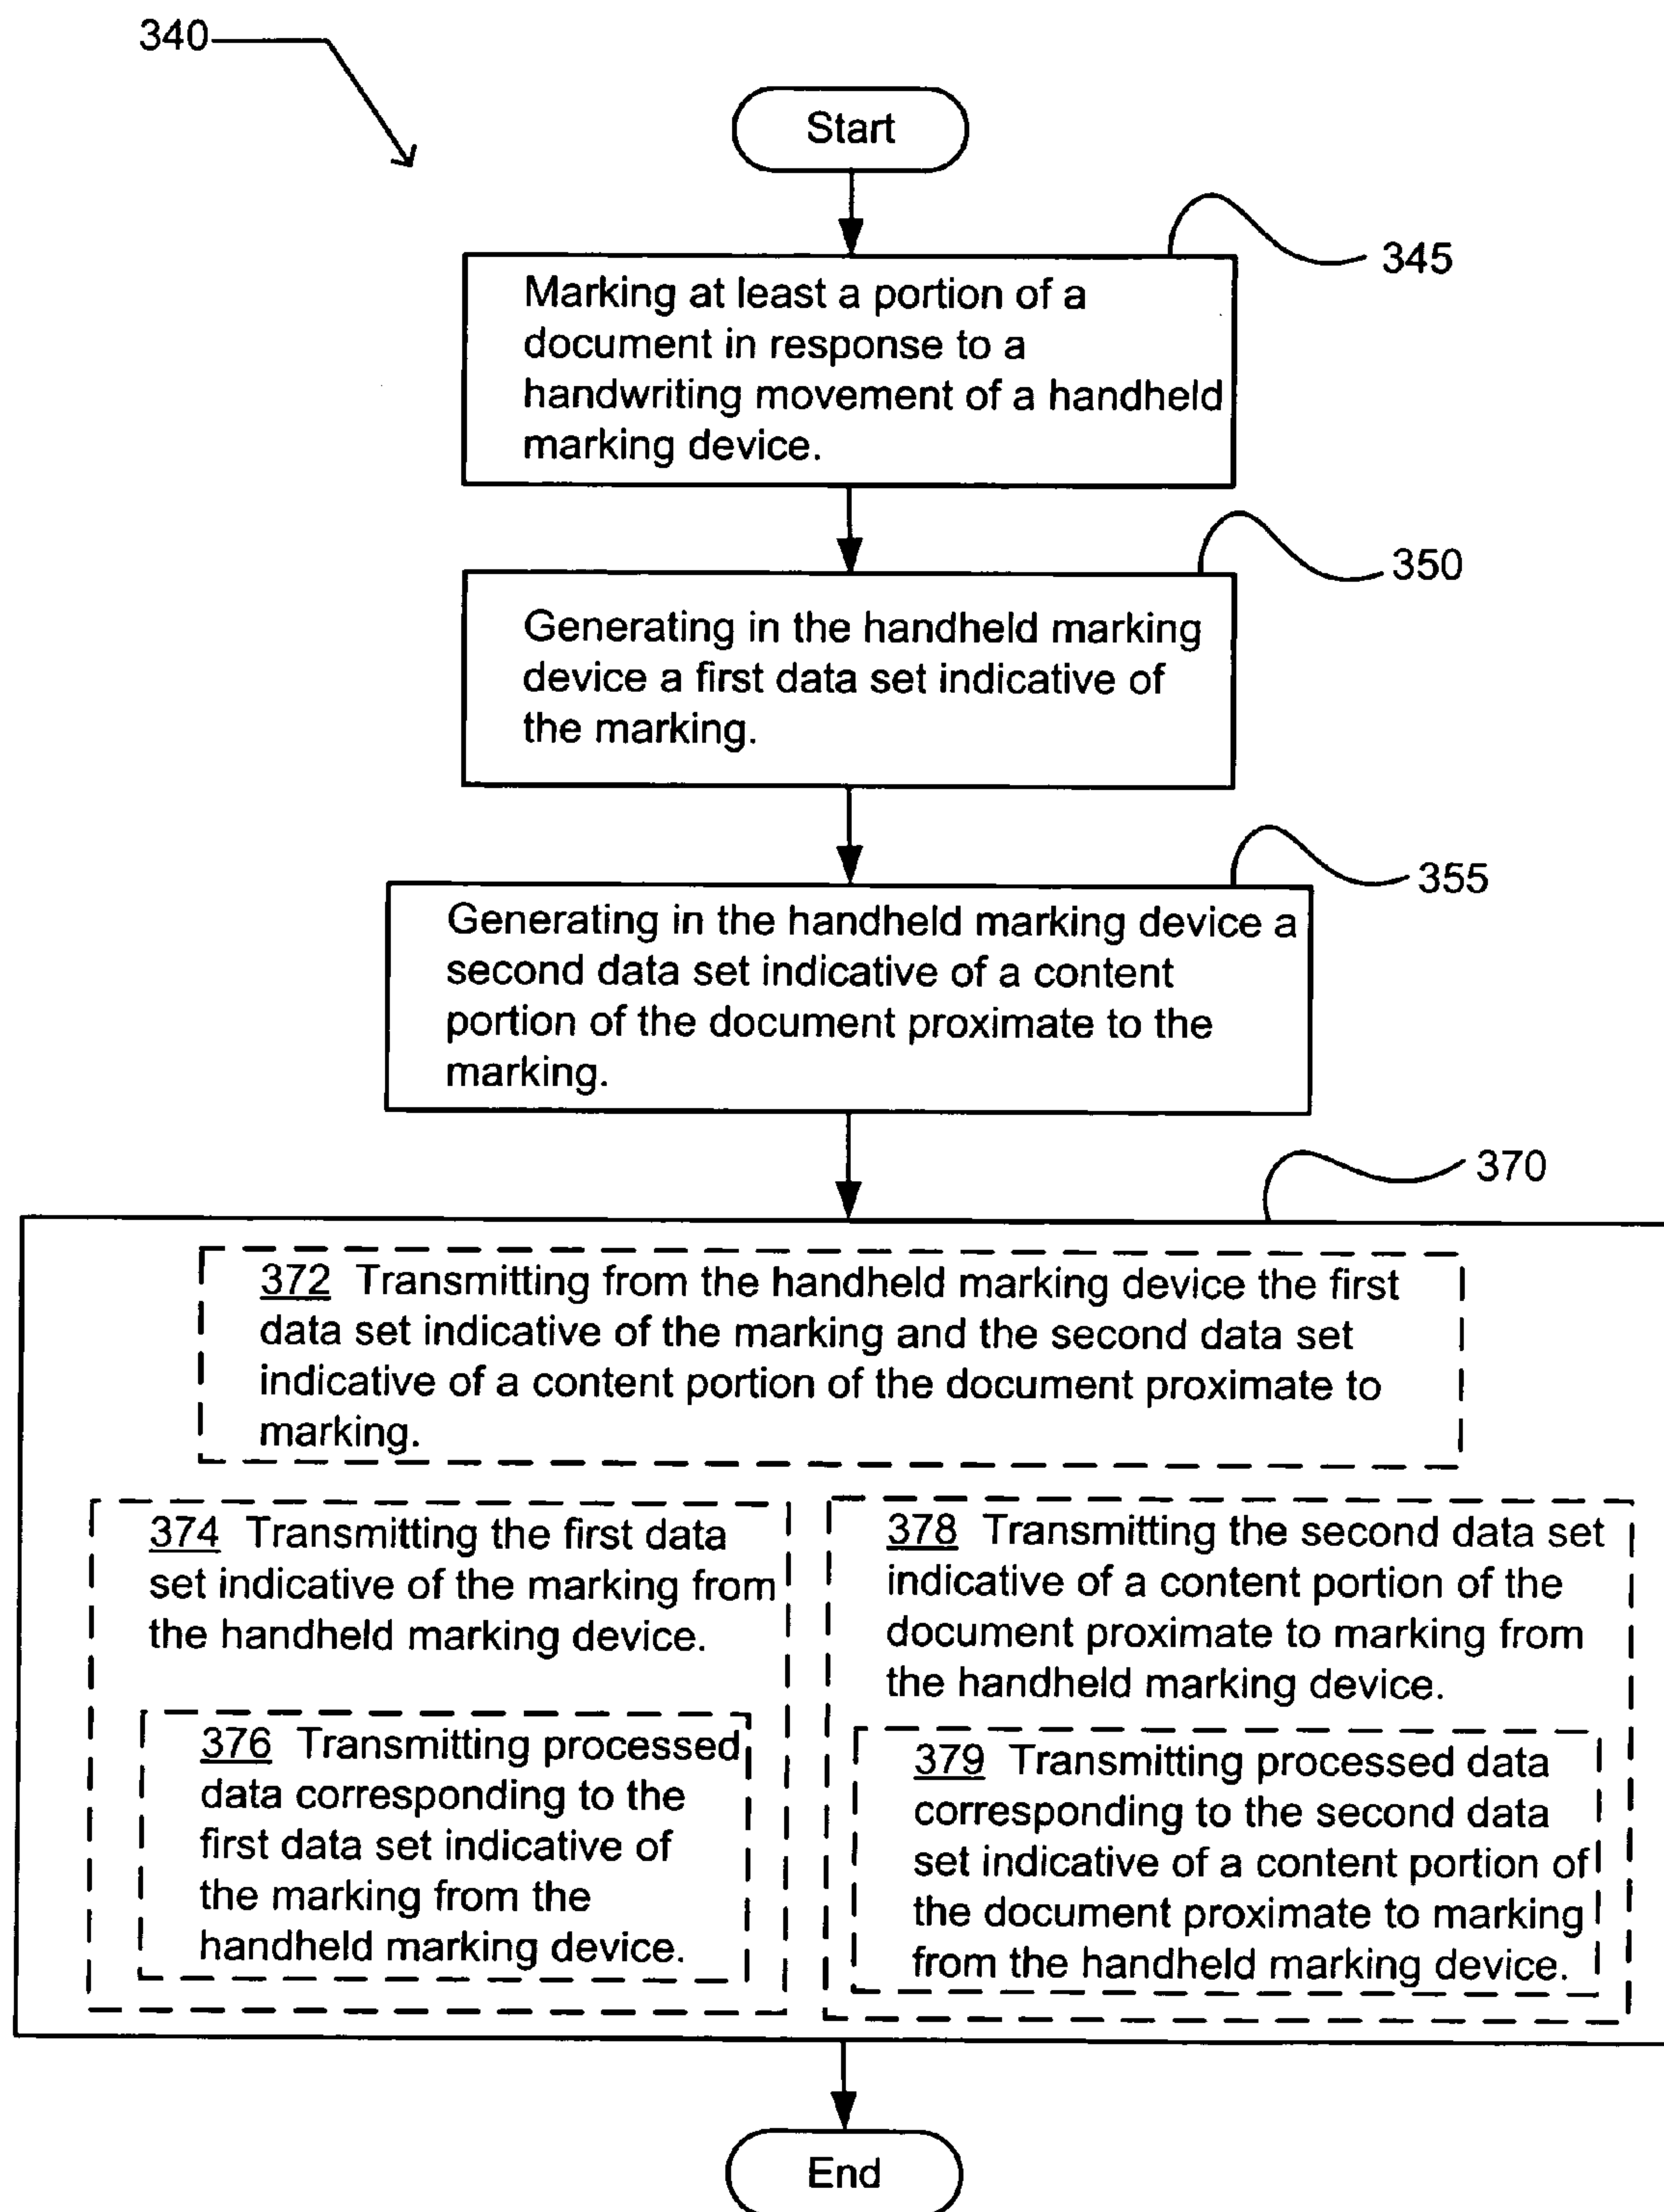 340
Start
345
Marking at least a portion of a
document in response to a
handwriting movement of a handheld
marking device.
350
Generating in the handheld marking
device a first data set indicative of
the marking.
355
Generating in the handheld marking device a
second data set indicative of a content
portion of the document proximate to the
marking.
370
372 Transmitting from the handheld marking device the first
data set indicative of the marking and the second data set
indicative of a content portion of the document proximate to
marking.
374 Transmitting the first data
set indicative of the marking from
the handheld marking device.
376 Transmitting processed
data corresponding to the
first data set indicative of
the marking from the
handheld marking device.
378 Transmitting the second data set
indicative of a content portion of the
document proximate to marking from
the handheld marking device.
379 Transmitting processed data
corresponding to the second data
set indicative of a content portion of
the document proximate to marking
from the handheld marking device.
End